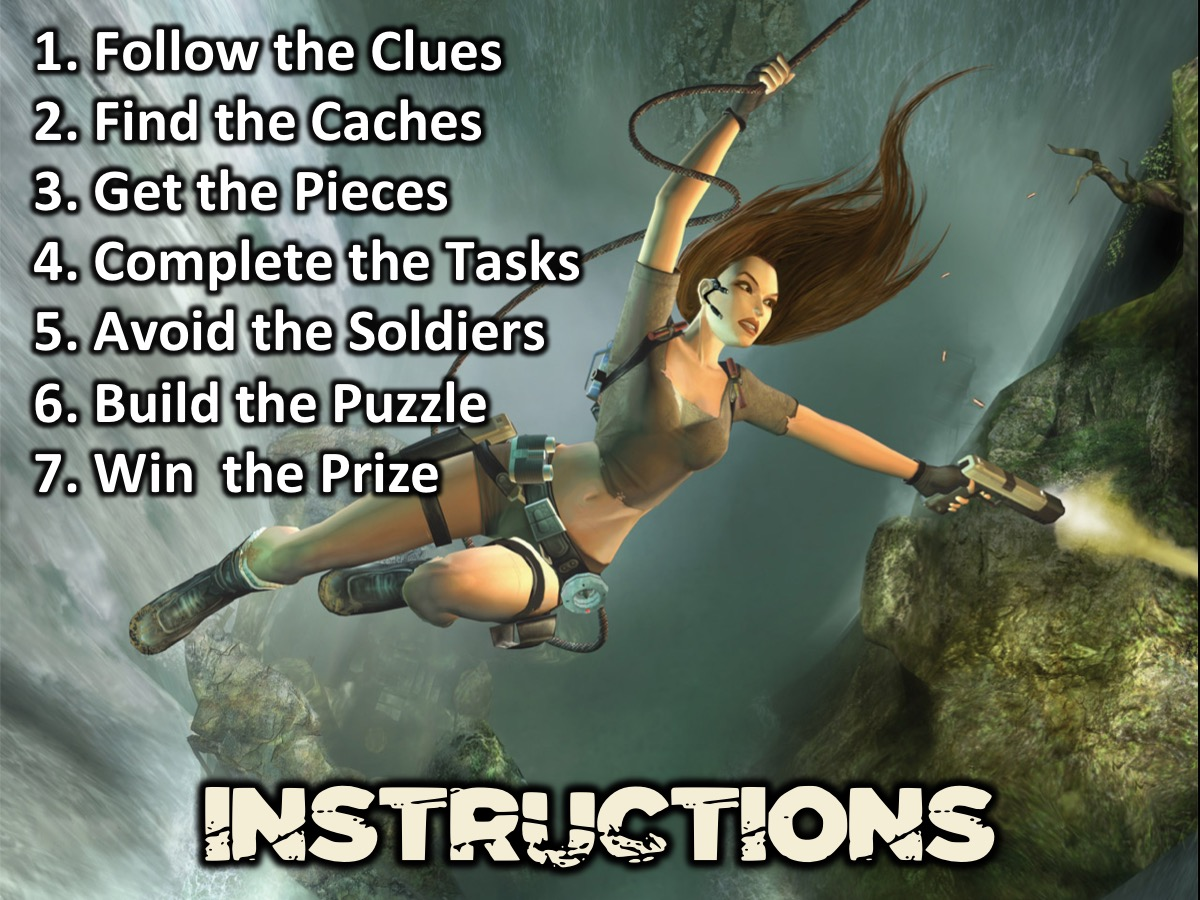 1. Follow the Clues
2. Find the Caches
3. Get the Pieces
4. Complete the Tasks
5. Avoid the Soldiers
6. Build the Puzzle
7. Win  the Prize
INSTRUCTIONS